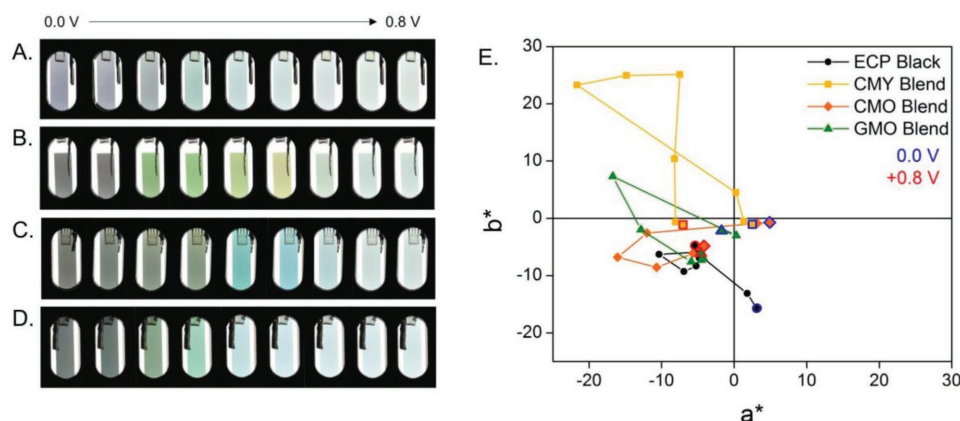 0.0 V
0.8 V
A.
B.
C.
D.
E.
ECP Black
CMY Blend
CMO Blend
GMO Blend
0.0 V
+0.8 V
30
20
10
0
-10
-20
b*
-20
-10
0
10
20
30
a*